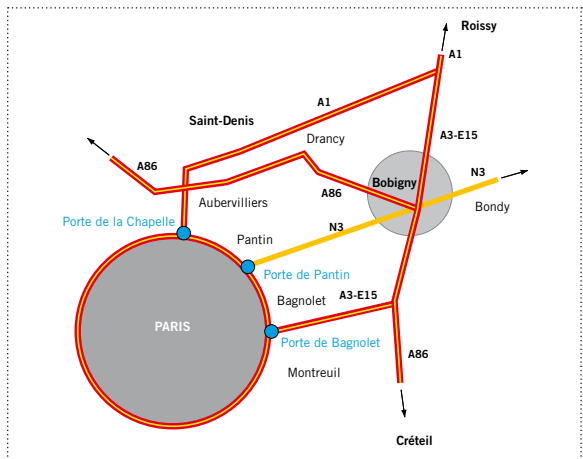 Roissy
A1
A1
Saint-Denis
Drancy
A3-E15
A86
Bobigny
N3
A86
Aubervilliers
Bondy
Porte de la Chapelle
N3
Pantin
Porte de Pantin
Bagnolet
A3-E15
PARIS
Porte de Bagnolet
A86
Montreuil
Créteil